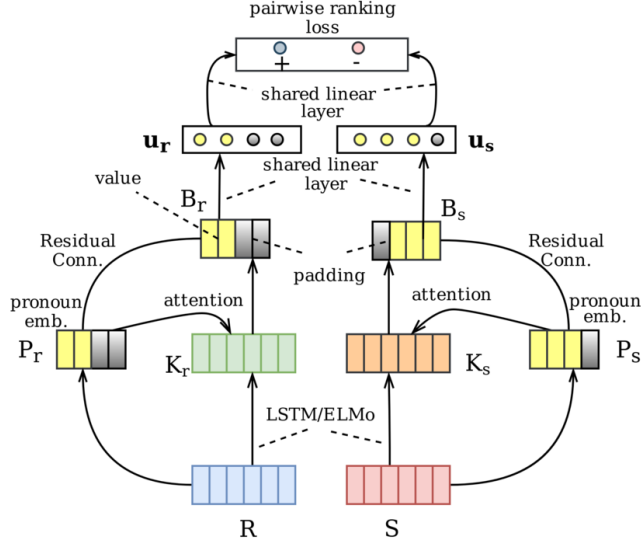 pairwise ranking
loss
+
-
shared linear
layer
u_r
u_s
shared linear
layer
value
B_r
B_s
Residual
Conn.
Residual
Conn.
padding
pronoun
emb.
attention
attention
pronoun
emb.
P_r
K_r
K_s
P_s
LSTM/ELMo
R
S